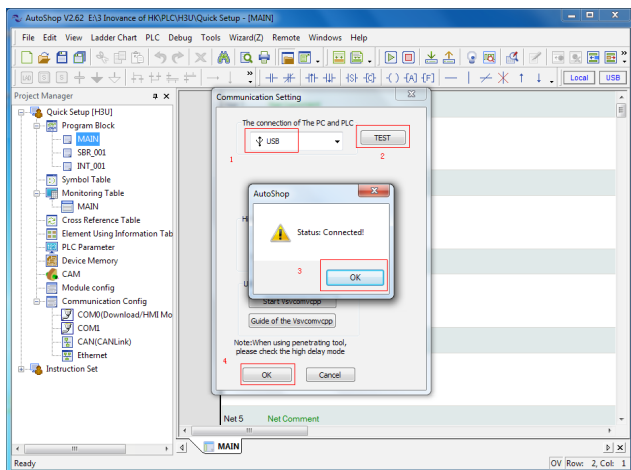 AutoShop V2.62 E:\3 Inovance of HK\PLC\H3U\Quick Setup - [MAIN]
File Edit View Ladder Chart PLC Debug Tools Wizard(Z) Remote Windows Help
Local USB
Project Manager
Quick Setup [H3U]
Program Block
MAIN
SBR_001
INT_001
Symbol Table
Monitoring Table
MAIN
Cross Reference Table
Element Using Information Tab
PLC Parameter
Device Memory
CAM
Module config
Communication Config
COM0(Download/HMI Mo
COM1
CAN(CANLink)
Ethernet
Instruction Set
Communication Setting
The connection of The PC and PLC
USB
TEST
1
2
AutoShop
Status: Connected!
3
OK
Start Vsvcomvcpp
Guide of the Vsvcomvcpp
Note:When using penetrating tool,
please check the high delay mode
4
OK Cancel
Net 5 Net Comment
MAIN
Ready
OV Row: 2, Col: 1